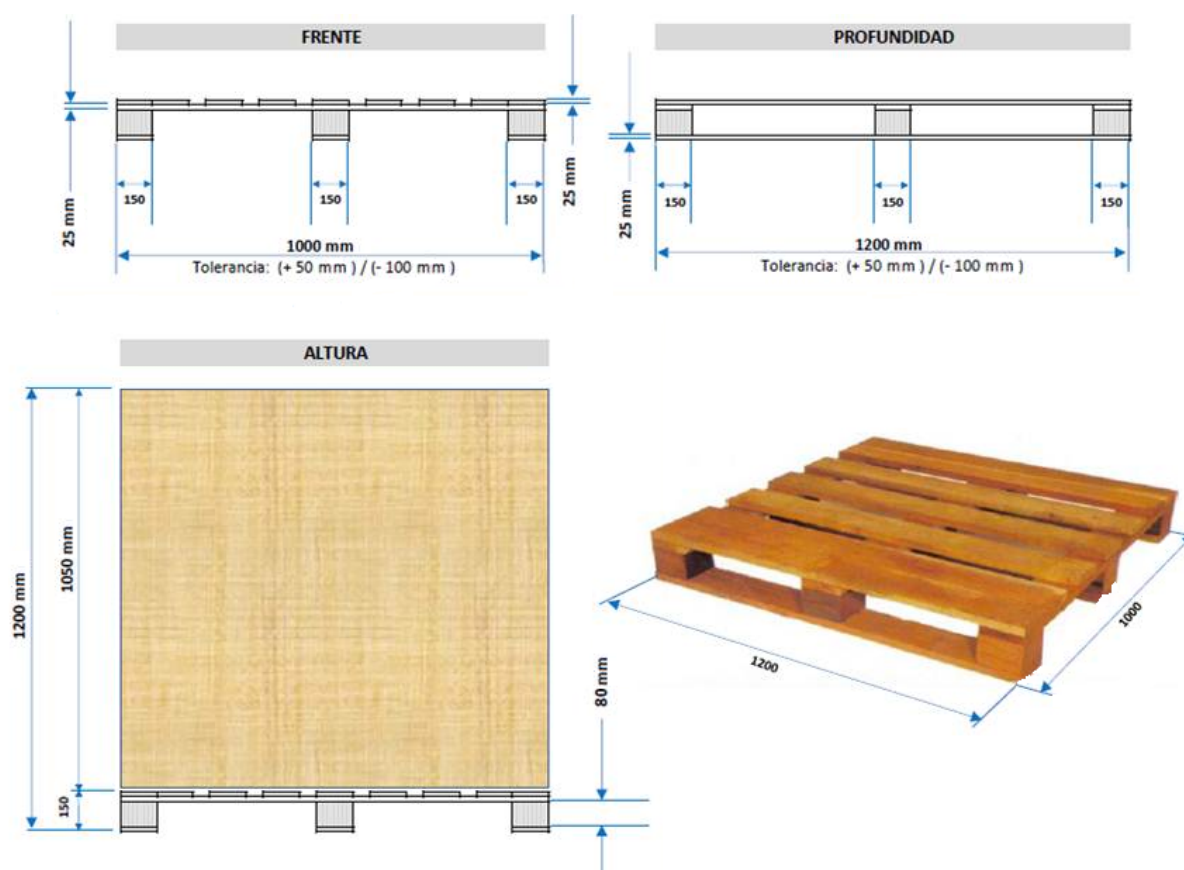 FRENTE
25 mm
150
150
150
25 mm
1000 mm
Tolerancia: (+ 50 mm ) / (- 100 mm )
PROFUNDIDAD
25 mm
150
150
150
1200 mm
Tolerancia: (+ 50 mm ) / (- 100 mm )
ALTURA
1200 mm
1050 mm
150
80 mm
1200
1000